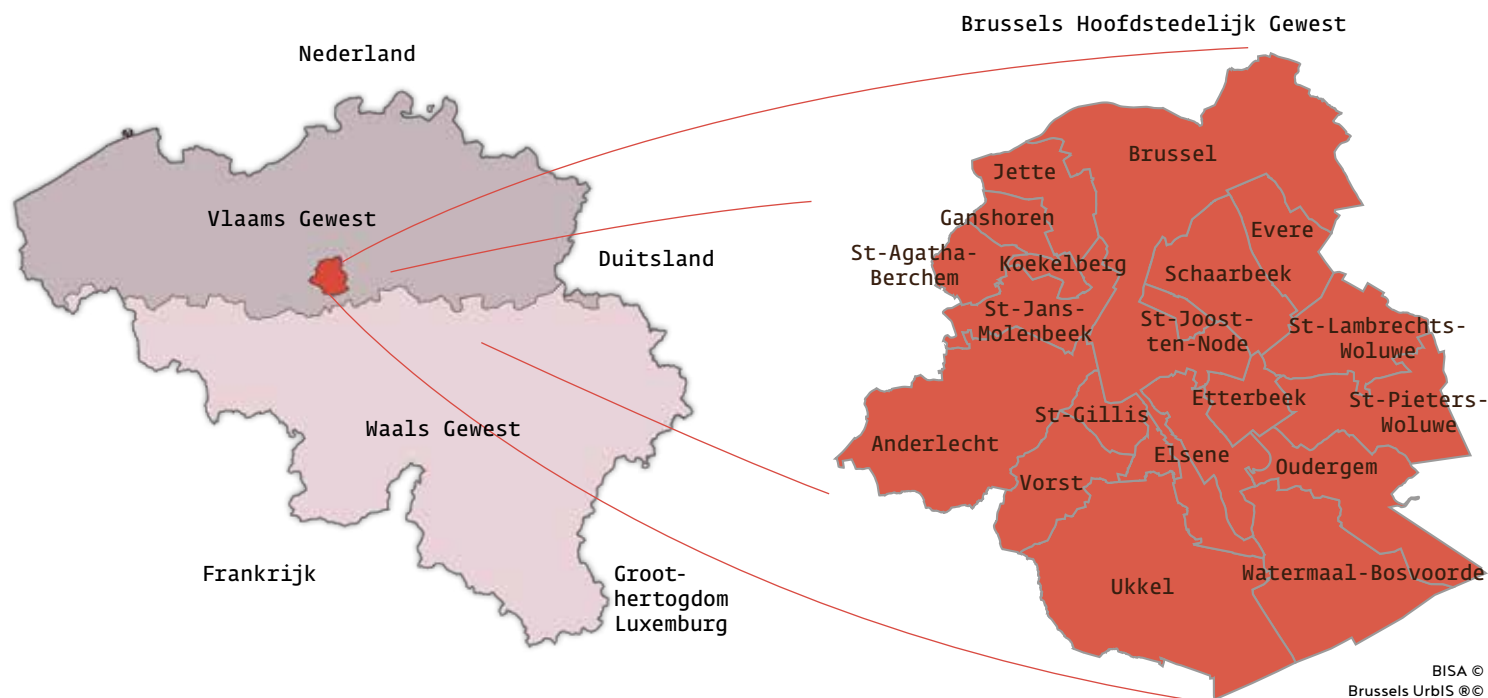 Brussels Hoofdstedelijk Gewest
Nederland
Vlaams Gewest
Duitsland
Waals Gewest
Frankrijk
Groot-
hertogdom
Luxemburg
Brussel
Jette
Ganshoren
Evere
St-Agatha-
Berchem
Koekelberg
Schaarbeek
St-Jans-
Molenbeek
St-Joost-
ten-Node
St-Lambrechts-
Woluwe
Etterbeek
St-Pieters-
Woluwe
St-Gillis
Anderlecht
Elsene
Oudergem
Vorst
Ukkel
Watermaal-Bosvoorde
BISA ©
Brussels UrbIS ®©